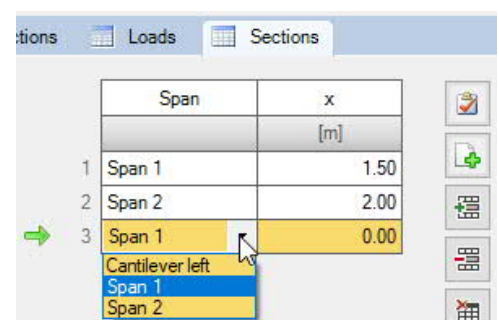 tions Loads Sections
Span x
[m]
1 Span 1 1.50
2 Span 2 2.00
3 Span 1 0.00
Cantilever left
Span 1
Span 2